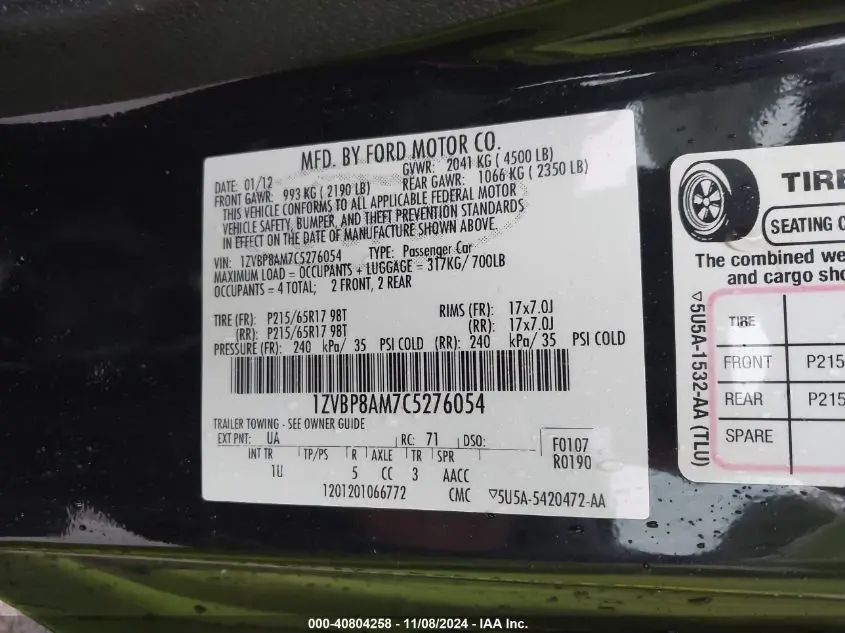 MFD. BY FORD MOTOR CO.
DATE: 01/12 GVWR: 2041 KG ( 4500 LB)
FRONT GAWR: 993 KG ( 2190 LB) REAR GAWR: 1066 KG ( 2350 LB)
THIS VEHICLE CONFORMS TO ALL APPLICABLE FEDERAL MOTOR
VEHICLE SAFETY, BUMPER, AND THEFT PREVENTION STANDARDS
IN EFFECT ON THE DATE OF MANUFACTURE SHOWN ABOVE.
VIN: 1ZVBP8AM7C5276054 TYPE: Passenger Car
MAXIMUM LOAD = OCCUPANTS + LUGGAGE = 317KG/ 700LB
OCCUPANTS = 4 TOTAL; 2 FRONT, 2 REAR
TIRE (FR): P215/65R17 98T RIMS (FR): 17x7.0J
(RR): P215/65R17 98T (RR): 17x7.0J
PRESSURE (FR): 240 kPa/ 35 PSI COLD (RR): 240 kPa/ 35 PSI COLD
1ZVBP8AM7C5276054
TRAILER TOWING - SEE OWNER GUIDE
EXT PNT: UA RC: 71 DSO:
INT TR TP/PS R AXLE TR SPR
1U 5 CC 3 AACC
F0107
R0190
1201201066772 CMC ▽5U5A-5420472-AA
TIRE
SEATING
The combined
and cargo
▽5U5A-1532-AA (TLU)
TIRE
FRONT P215
REAR P215
SPARE
000-40804258 - 11/08/2024 - IAA Inc.